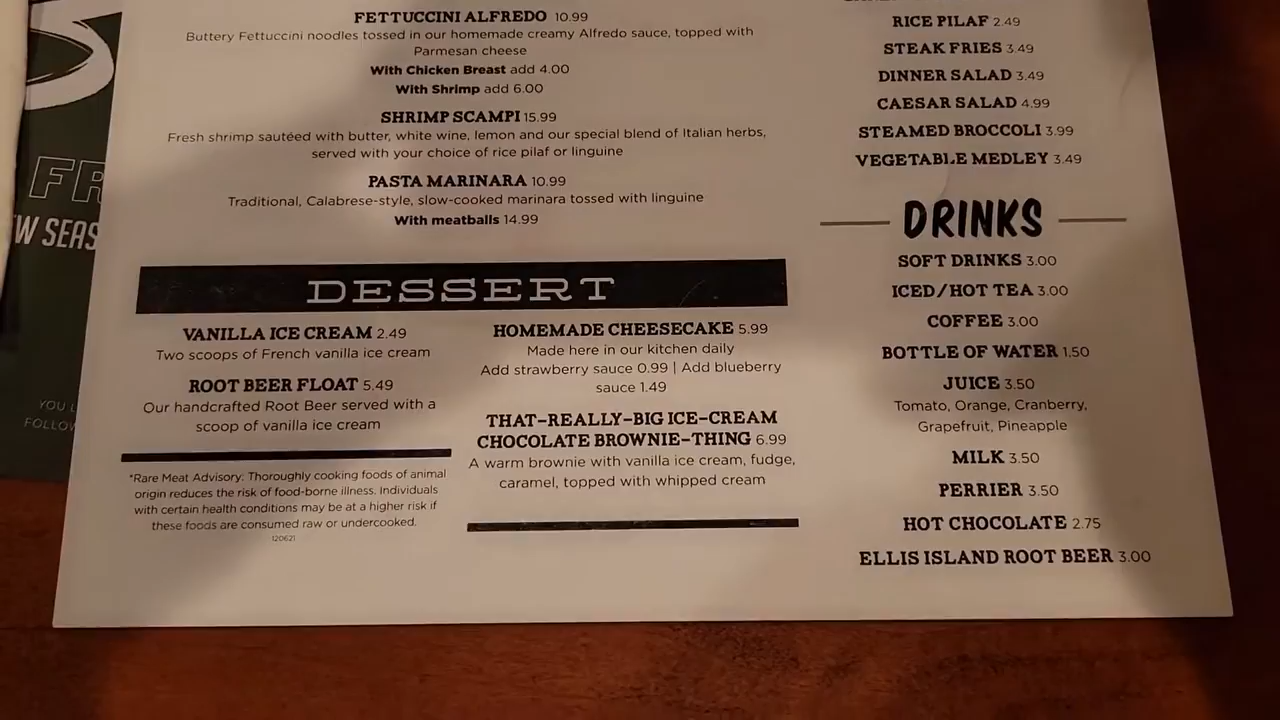 FETTUCCINI ALFREDO 10.99
Buttery Fettuccini noodles tossed in our homemade creamy Alfredo sauce, topped with
Parmesan cheese
With Chicken Breast add 4.00
With Shrimp add 6.00
SHRIMP SCAMPI 15.99
Fresh shrimp sautéed with butter, white wine, lemon and our special blend of Italian herbs,
served with your choice of rice pilaf or linguine
PASTA MARINARA 10.99
Traditional, Calabrese-style, slow-cooked marinara tossed with linguine
With meatballs 14.99
DESSERT
VANILLA ICE CREAM 2.49
Two scoops of French vanilla ice cream
ROOT BEER FLOAT 5.49
Our handcrafted Root Beer served with a
scoop of vanilla ice cream
*Rare Meat Advisory: Thoroughly cooking foods of animal
origin reduces the risk of food-borne illness. Individuals
with certain health conditions may be at a higher risk if
these foods are consumed raw or undercooked.
120621
HOMEMADE CHEESECAKE 5.99
Made here in our kitchen daily
Add strawberry sauce 0.99 | Add blueberry
sauce 1.49
THAT-REALLY-BIG ICE-CREAM
CHOCOLATE BROWNIE-THING 6.99
A warm brownie with vanilla ice cream, fudge,
caramel, topped with whipped cream
RICE PILAF 2.49
STEAK FRIES 3.49
DINNER SALAD 3.49
CAESAR SALAD 4.99
STEAMED BROCCOLI 3.99
VEGETABLE MEDLEY 3.49
DRINKS
SOFT DRINKS 3.00
ICED/HOT TEA 3.00
COFFEE 3.00
BOTTLE OF WATER 1.50
JUICE 3.50
Tomato, Orange, Cranberry,
Grapefruit, Pineapple
MILK 3.50
PERRIER 3.50
HOT CHOCOLATE 2.75
ELLIS ISLAND ROOT BEER 3.00
FR
W SEAS
YOU
FOLLOW